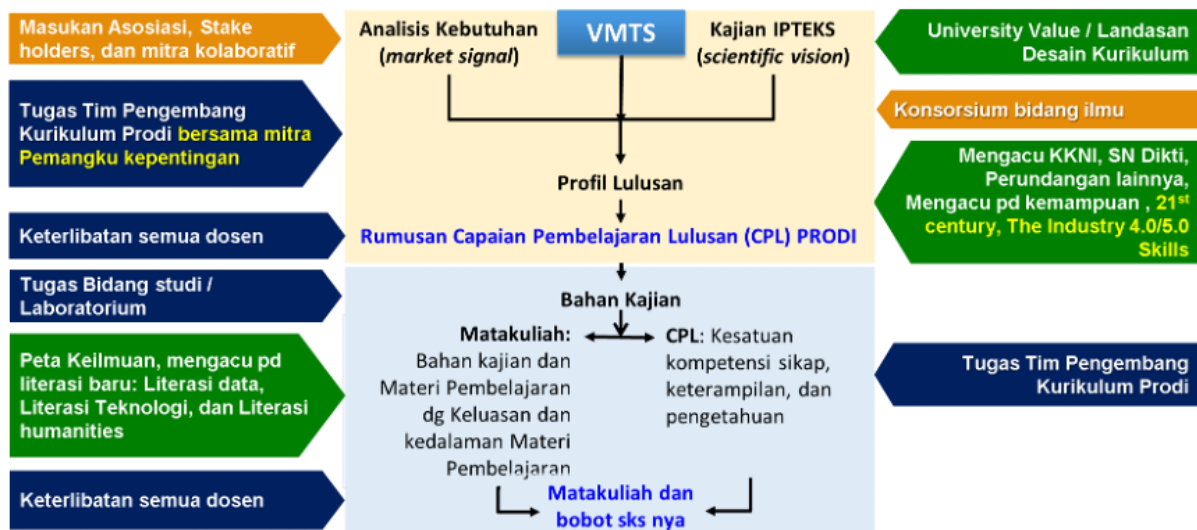 Masukan Asosiasi, Stake
holders, dan mitra kolaboratif
Tugas Tim Pengembang
Kurikulum Prodi bersama mitra
Pemangku kepentingan
Keterlibatan semua dosen
Tugas Bidang studi /
Laboratorium
Peta Keilmuan, mengacu pd
literasi baru: Literasi data,
Literasi Teknologi, dan Literasi
humanities
Keterlibatan semua dosen
Analisis Kebutuhan
(market signal)
VMTS
Kajian IPTEKS
(scientific vision)
Profil Lulusan
Rumusan Capaian Pembelajaran Lulusan (CPL) PRODI
Bahan Kajian
Matakuliah:
Bahan kajian dan
Materi Pembelajaran
dg Keluasan dan
kedalaman Materi
Pembelajaran
CPL: Kesatuan
kompetensi sikap,
keterampilan, dan
pengetahuan
Matakuliah dan
bobot sks nya
University Value / Landasan
Desain Kurikulum
Konsorsium bidang ilmu
Mengacu KKNI, SN Dikti,
Perundangan lainnya,
Mengacu pd kemampuan , 21st
century, The Industry 4.0/5.0
Skills
Tugas Tim Pengembang
Kurikulum Prodi